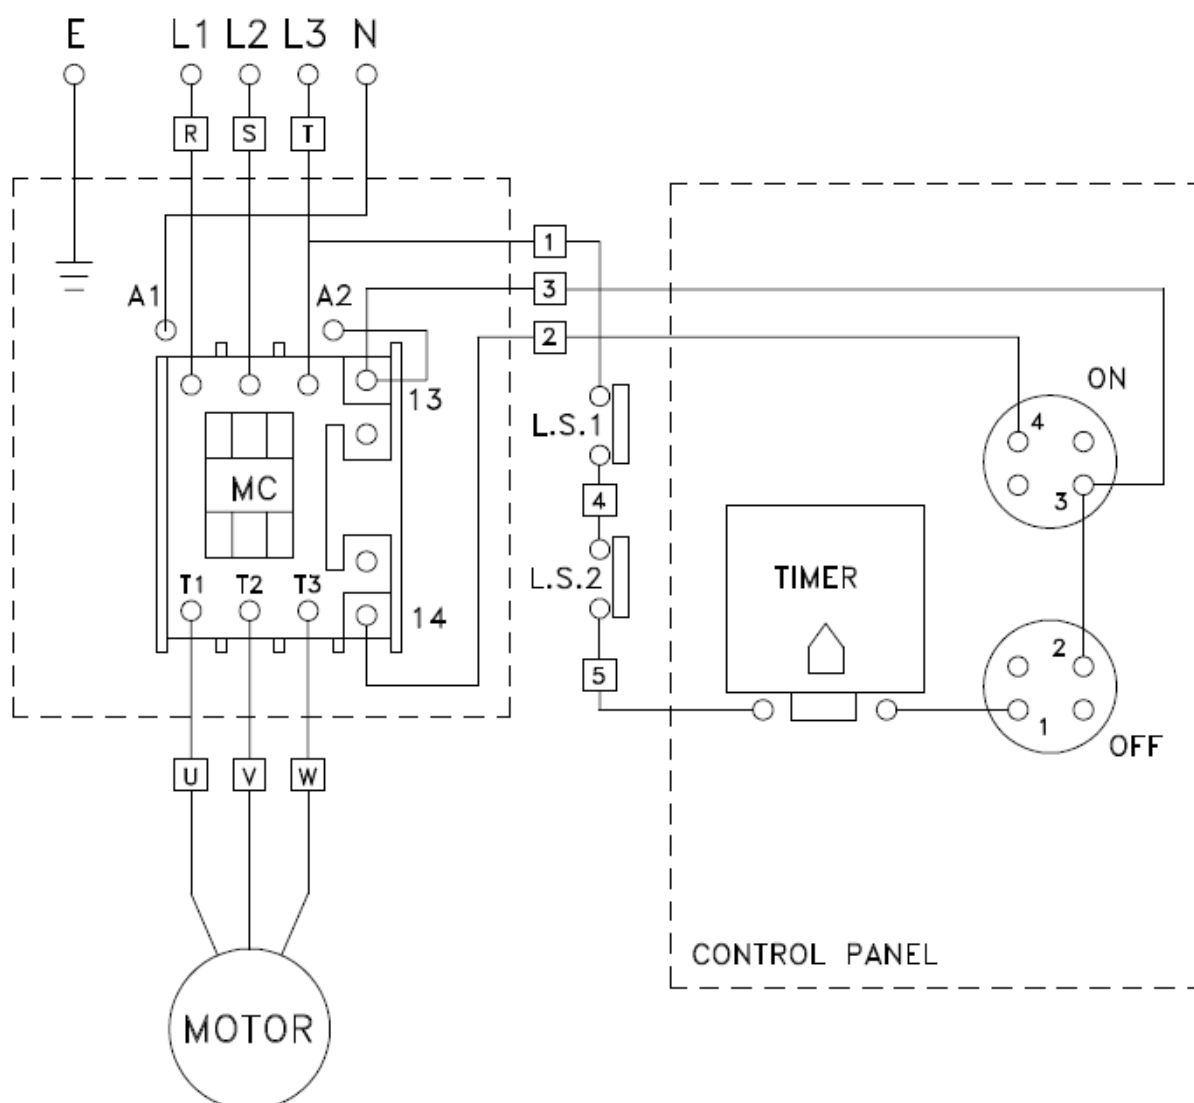 E L1 L2 L3 N
R S T
1
A1 A2 3
2
ON
13
4
L.S.1
MC 4 3
TIMER
L.S.2
T1 T2 T3
14
2
5
1
OFF
U V W
CONTROL PANEL
MOTOR